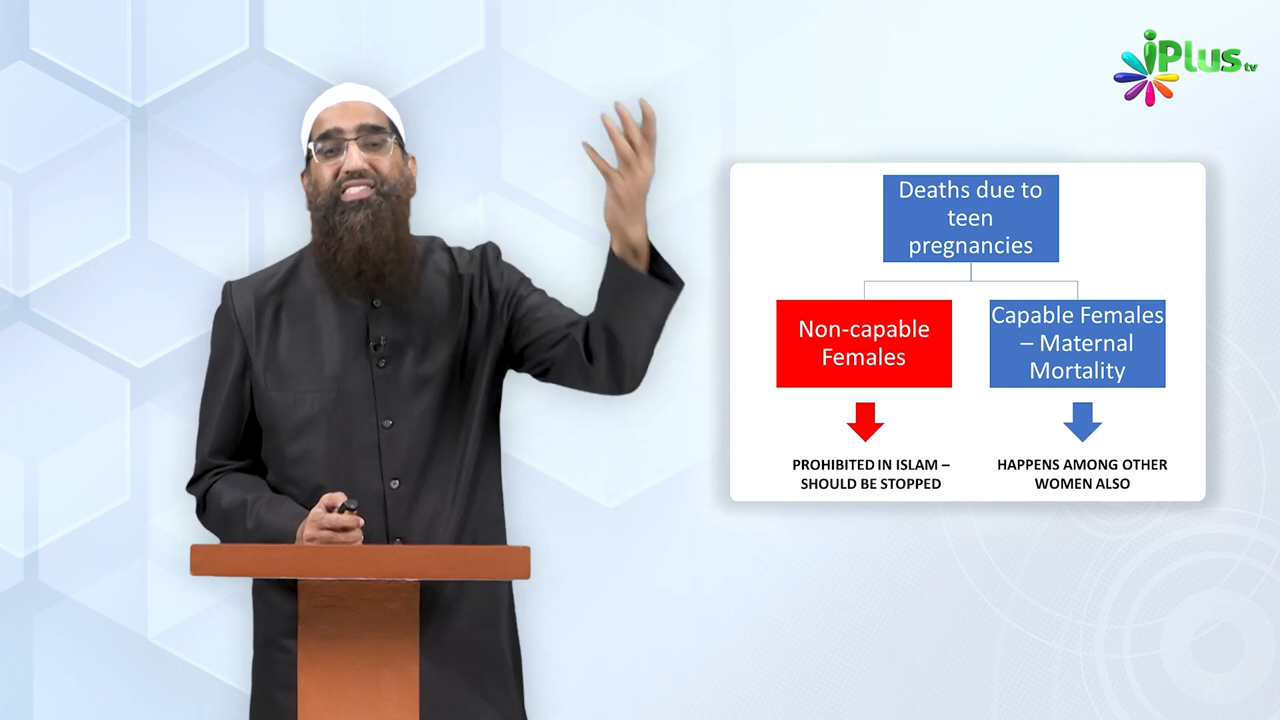 iPlus tv
Deaths due to
teen
pregnancies
Non-capable
Females
Capable Females
– Maternal
Mortality
PROHIBITED IN ISLAM –
SHOULD BE STOPPED
HAPPENS AMONG OTHER
WOMEN ALSO